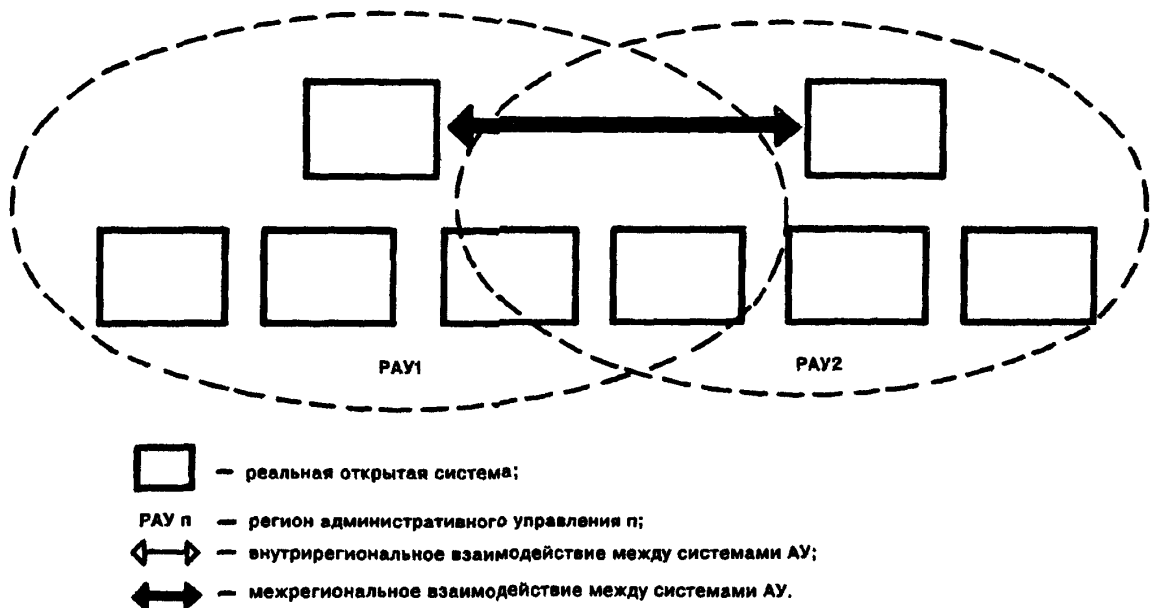 РАУ1
РАУ2
— реальная открытая система;
РАУ n — регион административного управления n;
— внутрирегиональное взаимодействие между системами АУ;
— межрегиональное взаимодействие между системами АУ.